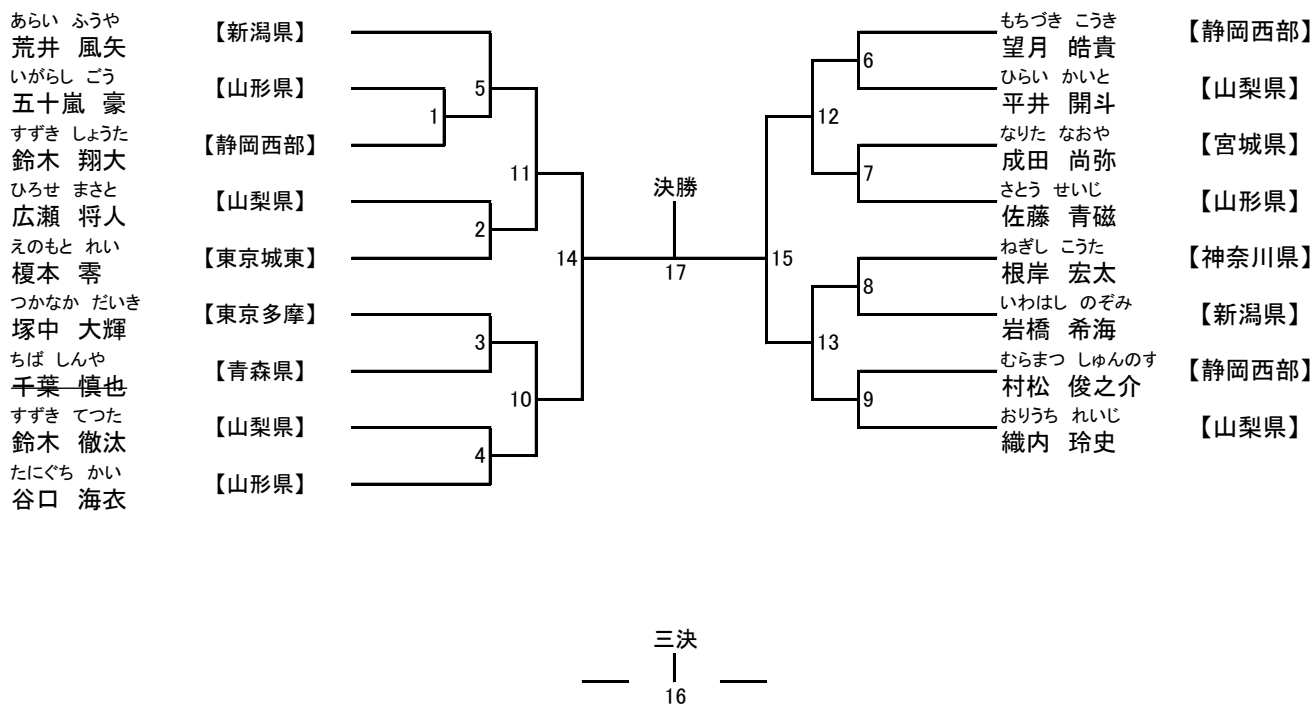 あらい ふうや
荒井 風矢 【新潟県】
いがらし ごう
五十嵐 豪 【山形県】
すずき しょうた
鈴木 翔大 【静岡西部】
ひろせ まさと
広瀬 将人 【山梨県】
えのもと れい
榎本 零 【東京城東】
つかなか だいき
塚中 大輝 【東京多摩】
ちば しんや
千葉 慎也 【青森県】
すずき てつた
鈴木 徹汰 【山梨県】
たにぐち かい
谷口 海衣 【山形県】
1
5
2
11
3
4
10
14
決勝
17
15
12
6
7
13
8
9
もちづき こうき
望月 皓貴 【静岡西部】
ひらい かいと
平井 開斗 【山梨県】
なりた なおや
成田 尚弥 【宮城県】
さとう せいじ
佐藤 青磁 【山形県】
ねぎし こうた
根岸 宏太 【神奈川県】
いわはし のぞみ
岩橋 希海 【新潟県】
むらまつ しゅんのす
村松 俊之介 【静岡西部】
おりうち れいじ
織内 玲史 【山梨県】
三決
16